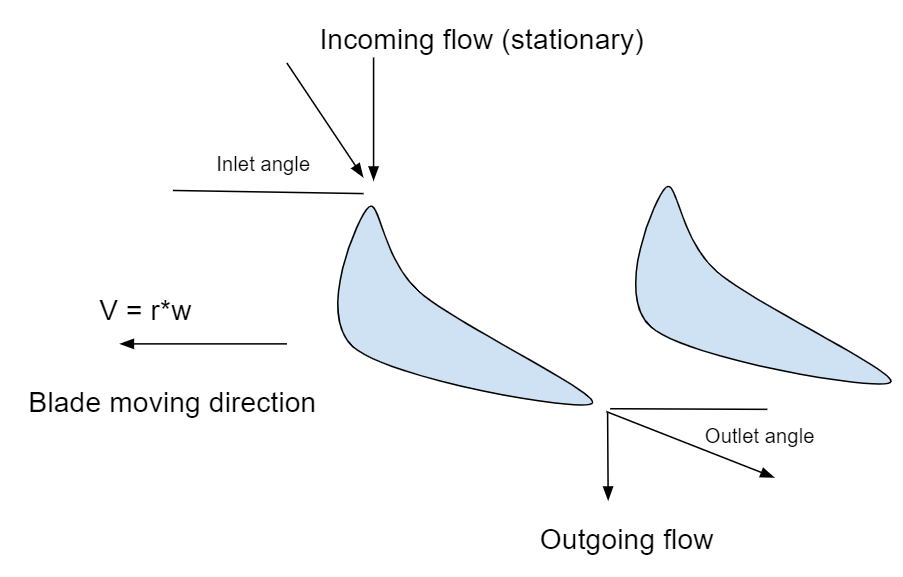 Incoming flow (stationary)
Inlet angle
V = r*w
Blade moving direction
Outlet angle
Outgoing flow